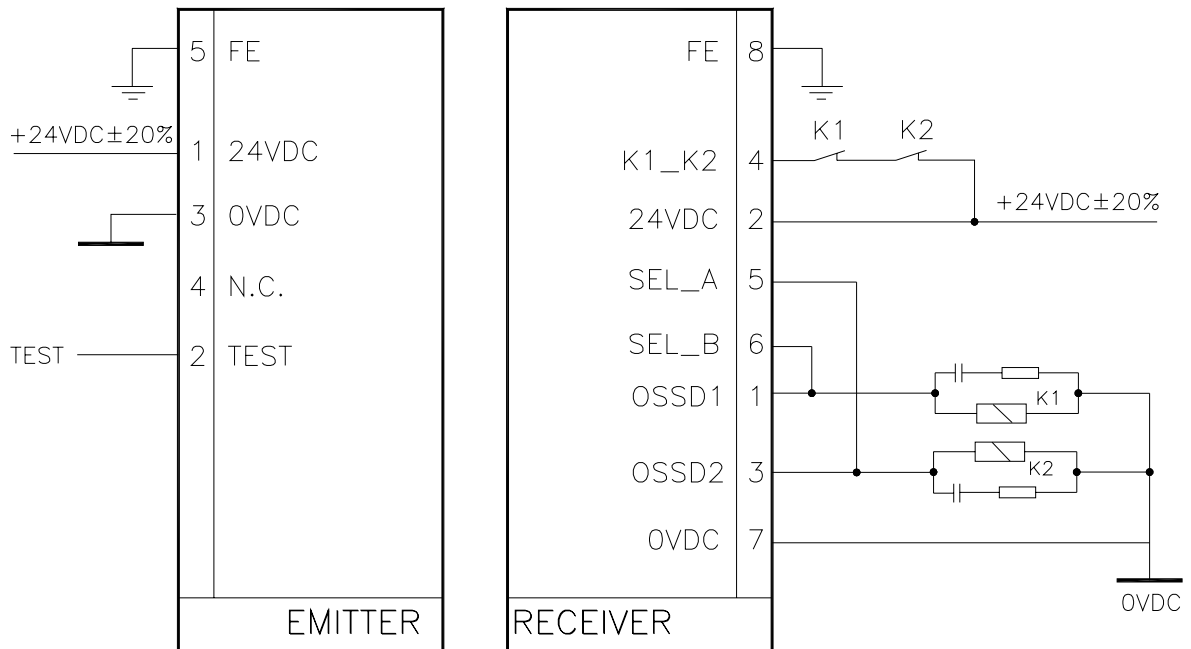 5 FE
+24VDC±20%
1 24VDC
3 0VDC
4 N.C.
TEST 2 TEST
EMITTER
FE 8
K1 K2
K1_K2 4
+24VDC±20%
24VDC 2
SEL_A 5
SEL_B 6
OSSD1 1
K1
OSSD2 3
K2
0VDC 7
0VDC
RECEIVER